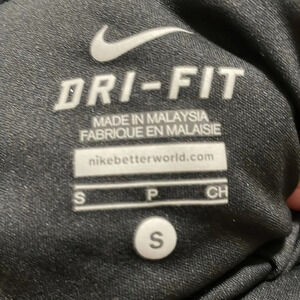 DRI-FIT
MADE IN MALAYSIA
FABRIQUE EN MALAISIE
nikebetterworld.com
S P CH
S